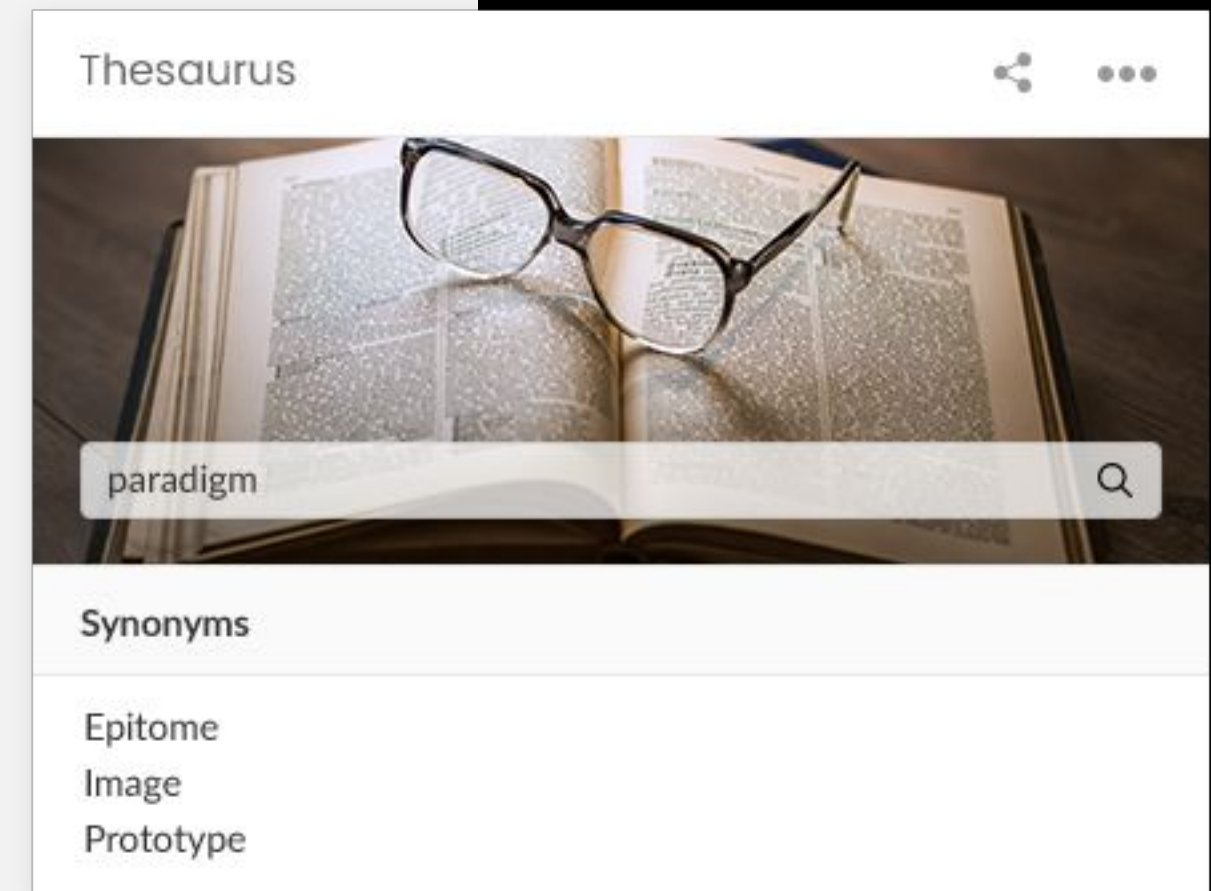 Thesaurus
paradigm
Synonyms
Epitome
Image
Prototype